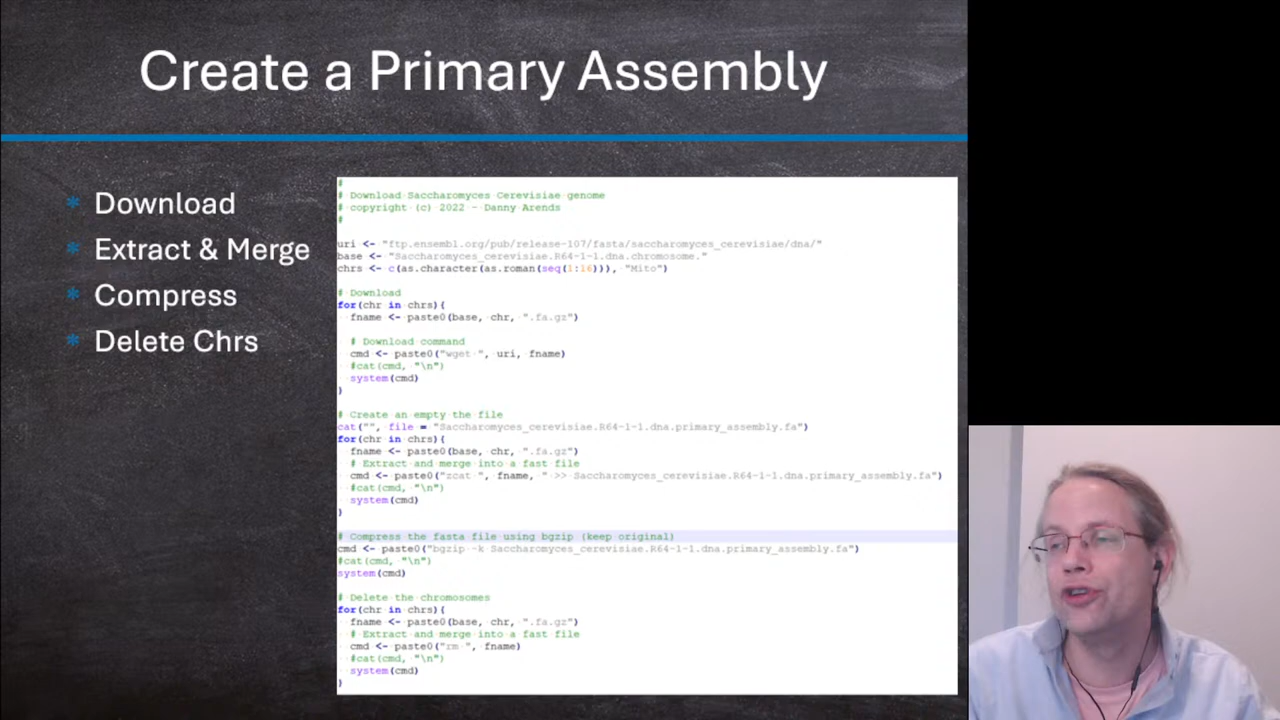 Create a Primary Assembly
* Download
* Extract & Merge
* Compress
* Delete Chrs
#
# Download Saccharomyces Cerevisiae genome
# copyright (c) 2022 - Danny Arends
#
uri <- "ftp.ensembl.org/pub/release-107/fasta/saccharomyces_cerevisiae/dna/"
base <- "Saccharomyces_cerevisiae.R64-1-1.dna.chromosome."
chrs <- c(as.character(as.roman(seq(1:16))), "Mito")
# Download
for(chr in chrs){
fname <- paste0(base, chr, ".fa.gz")
# Download command
cmd <- paste0("wget ", uri, fname)
#cat(cmd, "\n")
system(cmd)
}
# Create an empty the file
cat("", file = "Saccharomyces_cerevisiae.R64-1-1.dna.primary_assembly.fa")
for(chr in chrs){
fname <- paste0(base, chr, ".fa.gz")
# Extract and merge into a fast file
cmd <- paste0("zcat ", fname, " >> Saccharomyces_cerevisiae.R64-1-1.dna.primary_assembly.fa")
#cat(cmd, "\n")
system(cmd)
}
# Compress the fasta file using bgzip (keep original)
cmd <- paste0("bgzip -k Saccharomyces_cerevisiae.R64-1-1.dna.primary_assembly.fa")
#cat(cmd, "\n")
system(cmd)
# Delete the chromosomes
for(chr in chrs){
fname <- paste0(base, chr, ".fa.gz")
# Extract and merge into a fast file
cmd <- paste0("rm ", fname)
#cat(cmd, "\n")
system(cmd)
}